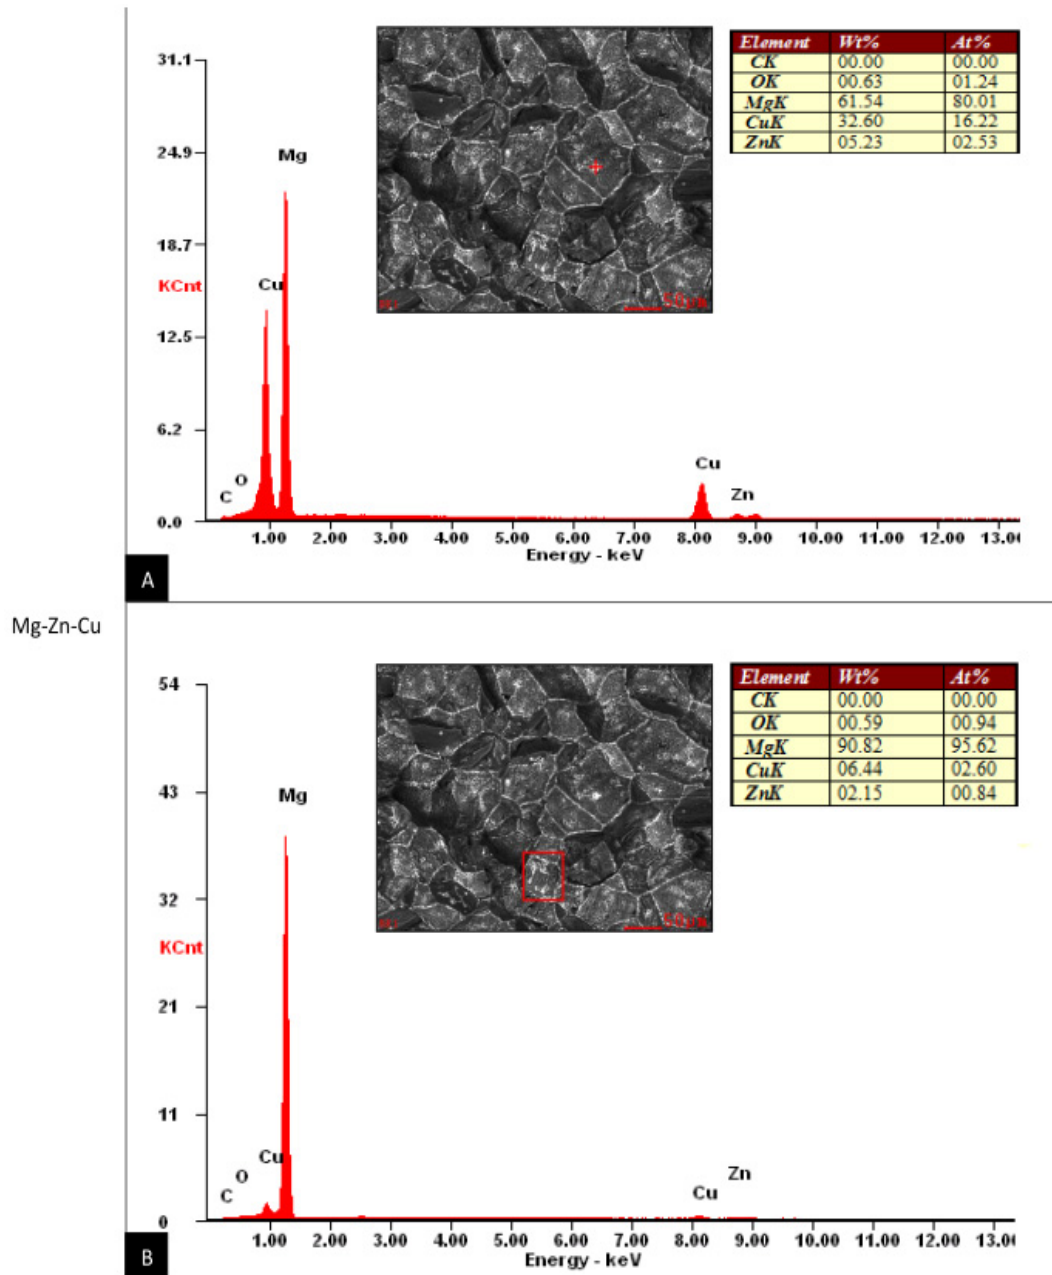 31.1
24.9
18.7
KCnt
12.5
6.2
0.0
Mg
Cu
O
C
Cu
Zn
1.00 2.00 3.00 4.00 5.00 6.00 7.00 8.00 9.00 10.00 11.00 12.00 13.0
Energy - keV
50µm
Element Wt% At%
CK 00.00 00.00
OK 00.63 01.24
MgK 61.54 80.01
CuK 32.60 16.22
ZnK 05.23 02.53
A
Mg-Zn-Cu
54
43
32
KCnt
21
11
0
Mg
Cu
O
C
Cu
Zn
1.00 2.00 3.00 4.00 5.00 6.00 7.00 8.00 9.00 10.00 11.00 12.00 13.0
Energy - keV
50µm
Element Wt% At%
CK 00.00 00.00
OK 00.59 00.94
MgK 90.82 95.62
CuK 06.44 02.60
ZnK 02.15 00.84
B